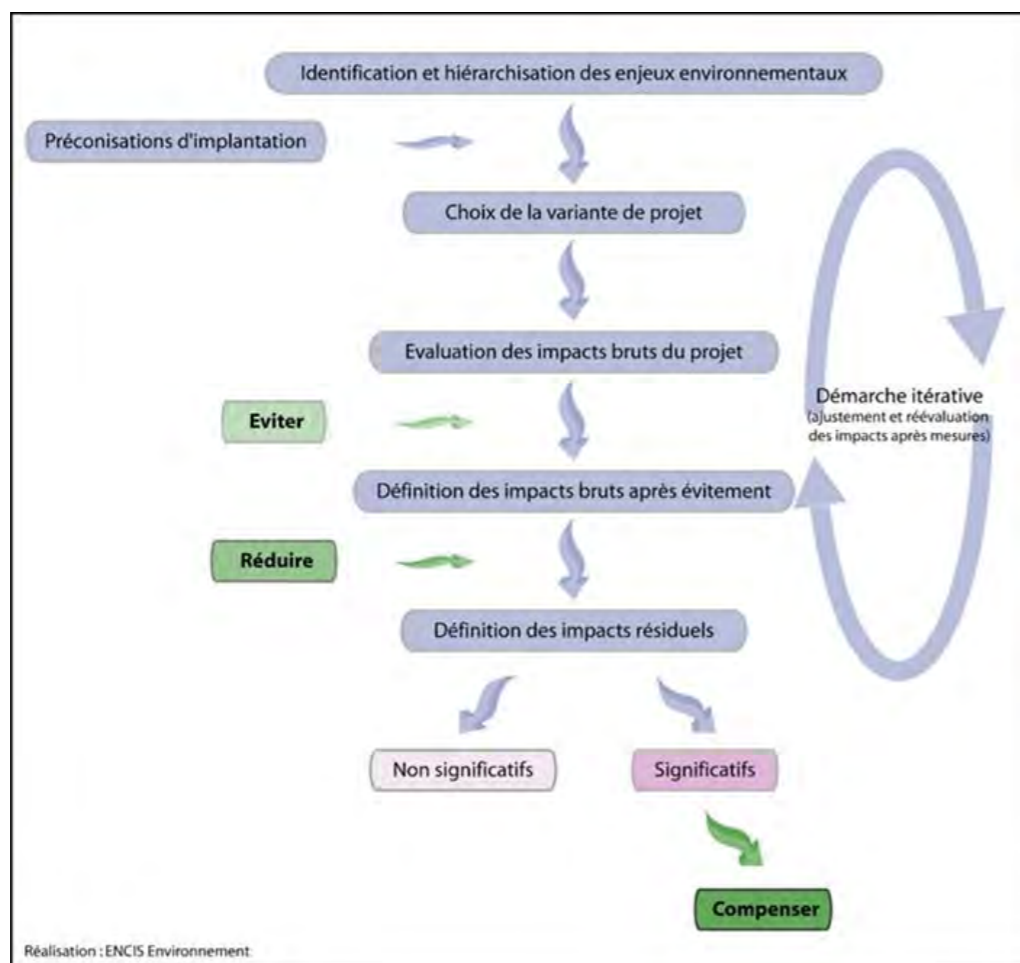 Identification et hiérarchisation des enjeux environnementaux
Préconisations d'implantation
Choix de la variante de projet
Evaluation des impacts bruts du projet
Eviter
Démarche itérative
(ajustement et réévaluation
des impacts après mesures)
Définition des impacts bruts après évitement
Réduire
Définition des impacts résiduels
Non significatifs
Significatifs
Compenser
Réalisation : ENCIS Environnement